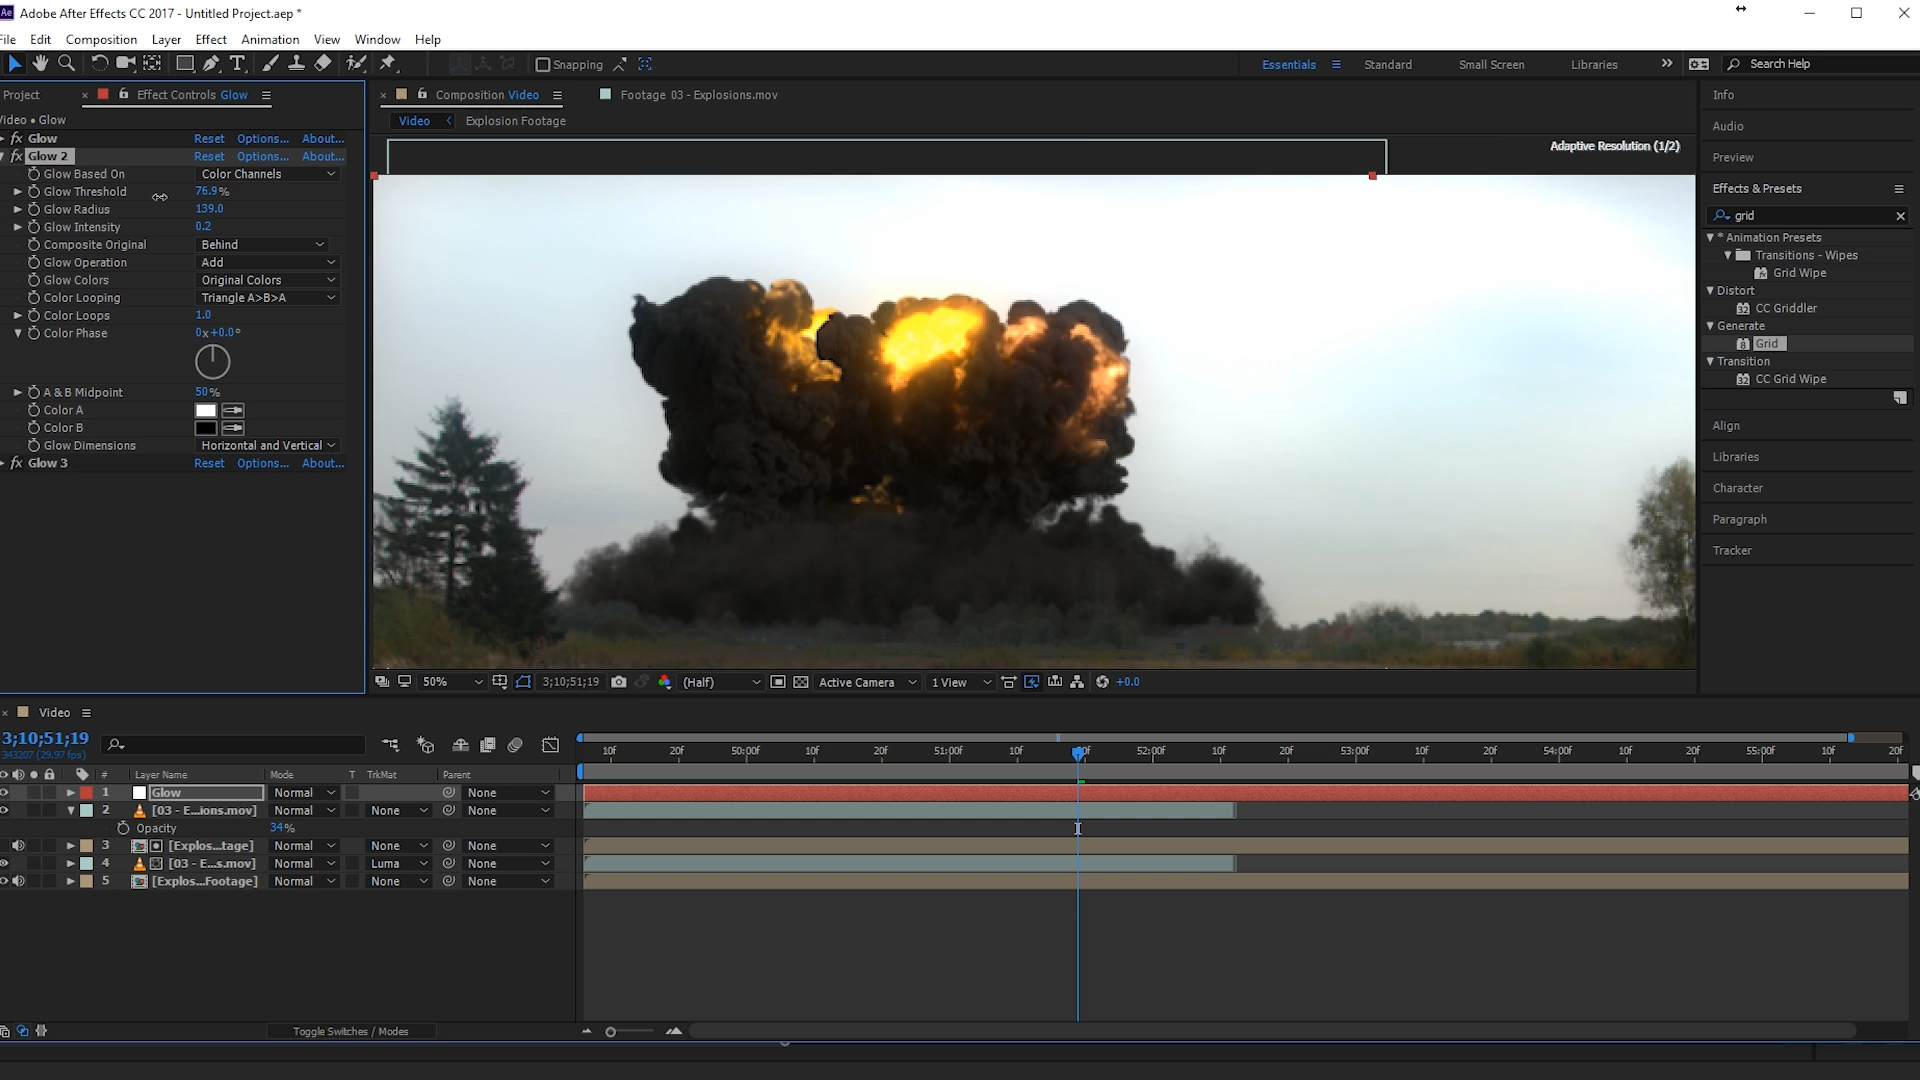 Ae Adobe After Effects CC 2017 - Untitled Project.aep *
File Edit Composition Layer Effect Animation View Window Help
Snapping Essentials Standard Small Screen Libraries Search Help
Project Effect Controls Glow
Video • Glow
fx Glow Reset Options... About...
fx Glow 2 Reset Options... About...
Glow Based On Color Channels
Glow Threshold 76.9%
Glow Radius 139.0
Glow Intensity 0.2
Composite Original Behind
Glow Operation Add
Glow Colors Original Colors
Color Looping Triangle A>B>A
Color Loops 1.0
Color Phase 0x+0.0°
A & B Midpoint 50%
Color A
Color B
Glow Dimensions Horizontal and Vertical
fx Glow 3 Reset Options... About...
Composition Video Footage 03 - Explosions.mov
Video Explosion Footage
Adaptive Resolution (1/2)
50% 3;10;51;19 (Half) Active Camera 1 View +0.0
Info
Audio
Preview
Effects & Presets
grid
* Animation Presets
Transitions - Wipes
Grid Wipe
Distort
CC Griddler
Generate
Grid
Transition
CC Grid Wipe
Align
Libraries
Character
Paragraph
Tracker
Video
3;10;51;19
343207 (29.97 fps)
10f 20f 50:00f 10f 20f 51:00f 10f 20f 52:00f 10f 20f 53:00f 10f 20f 54:00f 10f 20f 55:00f 10f 20f
# Layer Name Mode T TrkMat Parent
1 Glow Normal None
2 [03 - E...ions.mov] Normal None None
Opacity 34%
3 [Explos...tage] Normal None None
4 [03 - E...s.mov] Normal Luma None
5 [Explos...Footage] Normal None None
Toggle Switches / Modes